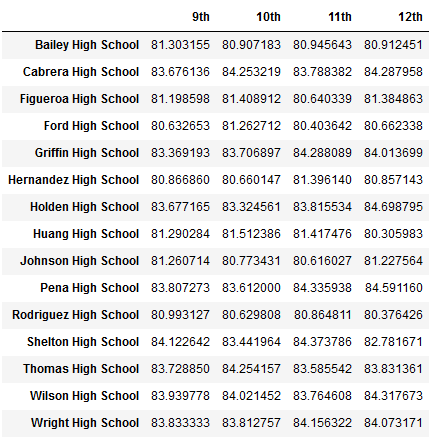 9th 10th 11th 12th
Bailey High School 81.303155 80.907183 80.945643 80.912451
Cabrera High School 83.676136 84.253219 83.788382 84.287958
Figueroa High School 81.198598 81.408912 80.640339 81.384863
Ford High School 80.632653 81.262712 80.403642 80.662338
Griffin High School 83.369193 83.706897 84.288089 84.013699
Hernandez High School 80.866860 80.660147 81.396140 80.857143
Holden High School 83.677165 83.324561 83.815534 84.698795
Huang High School 81.290284 81.512386 81.417476 80.305983
Johnson High School 81.260714 80.773431 80.616027 81.227564
Pena High School 83.807273 83.612000 84.335938 84.591160
Rodriguez High School 80.993127 80.629808 80.864811 80.376426
Shelton High School 84.122642 83.441964 84.373786 82.781671
Thomas High School 83.728850 84.254157 83.585542 83.831361
Wilson High School 83.939778 84.021452 83.764608 84.317673
Wright High School 83.833333 83.812757 84.156322 84.073171